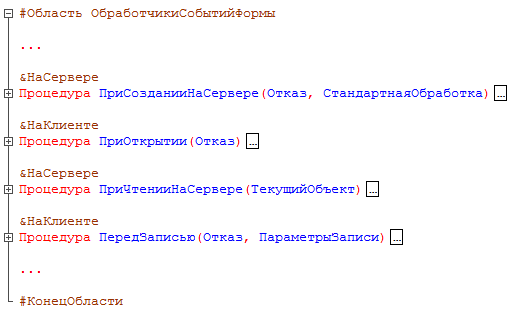 #Область ОбработчикиСобытийФормы
...
&НаСервере
Процедура ПриСозданииНаСервере(Отказ, СтандартнаяОбработка) ...
&НаКлиенте
Процедура ПриОткрытии(Отказ) ...
&НаСервере
Процедура ПриЧтенииНаСервере(ТекущийОбъект) ...
&НаКлиенте
Процедура ПередЗаписью(Отказ, ПараметрыЗаписи) ...
...
#КонецОбласти